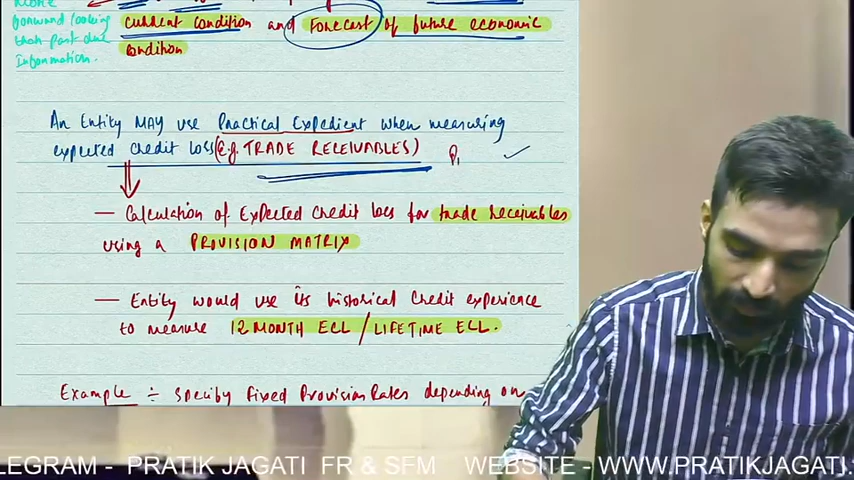 more
forward looking
than past due
Information.
current condition and Forecast of future economic
condition
An Entity MAY use Practical Expedient when measuring
expected credit loss (e.g. TRADE RECEIVABLES)
— Calculation of Expected Credit loss for trade receivables
using a PROVISION MATRIX
— Entity would use its historical Credit experience
to measure 12 MONTH ECL / LIFETIME ECL.
Example ÷ Specify Fixed Provision Rates depending on
LEGRAM - PRATIK JAGATI FR & SFM WEBSITE - WWW.PRATIKJAGATI.